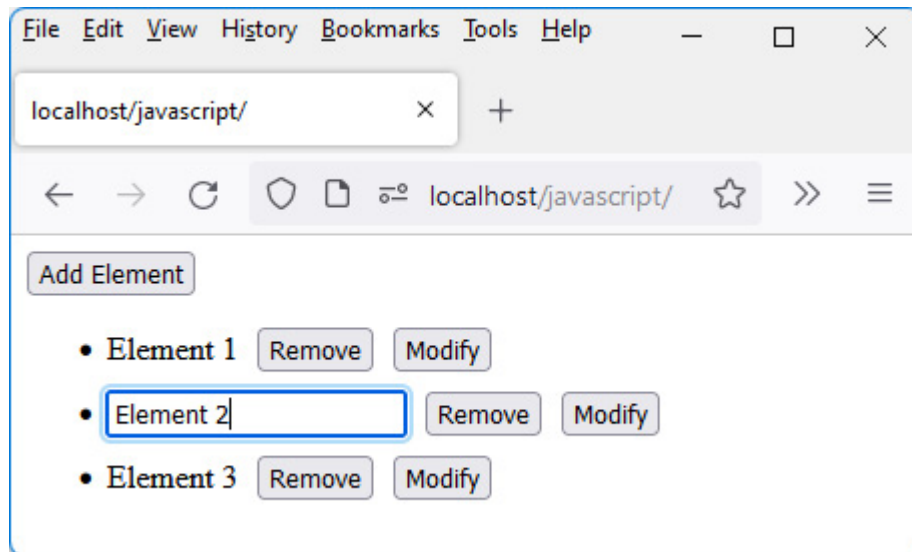 File Edit View History Bookmarks Tools Help
localhost/javascript/
localhost/javascript/
Add Element
• Element 1 Remove Modify
• Element 2 Remove Modify
• Element 3 Remove Modify